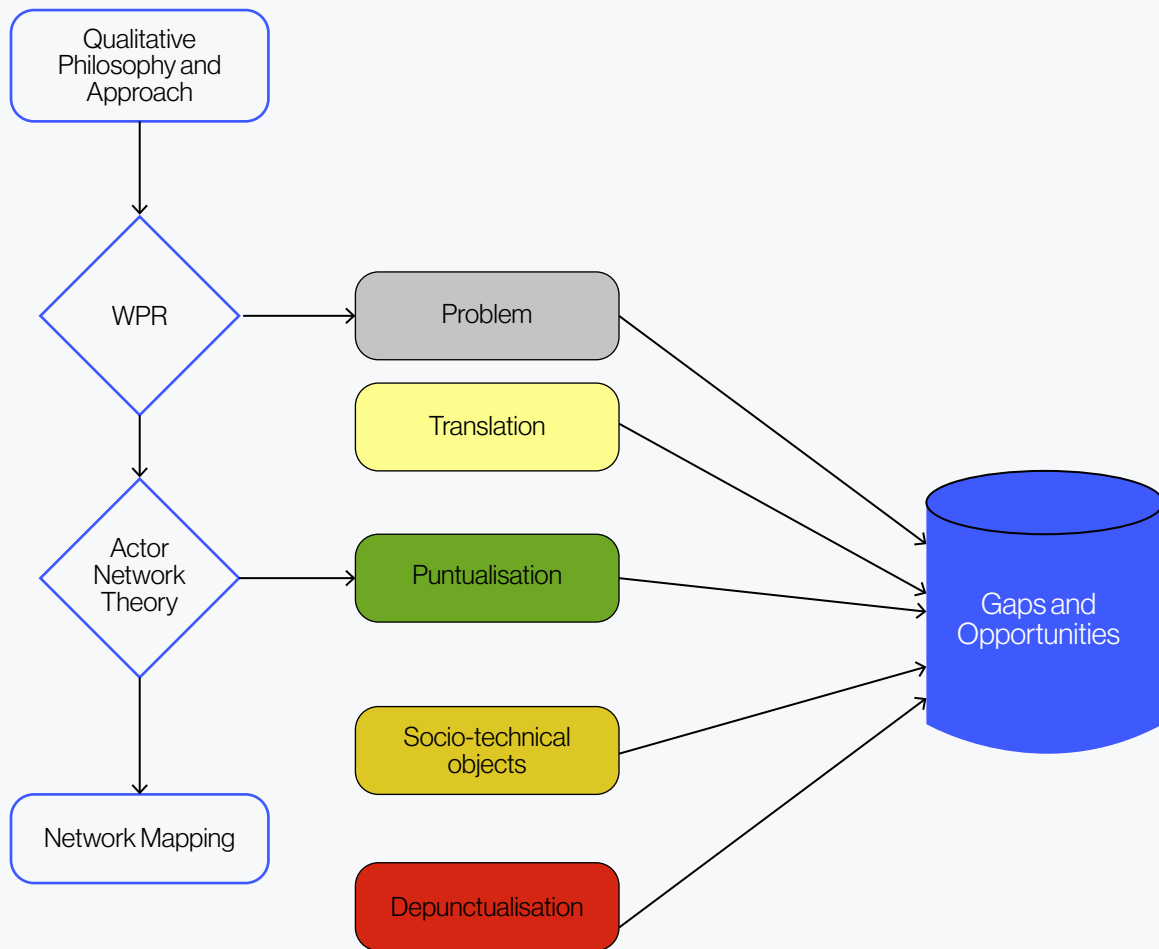 Qualitative
Philosophy and
Approach
WPR
Problem
Translation
Actor
Network
Theory
Puntualisation
Gaps and
Opportunities
Socio-technical
objects
Network Mapping
Depunctualisation